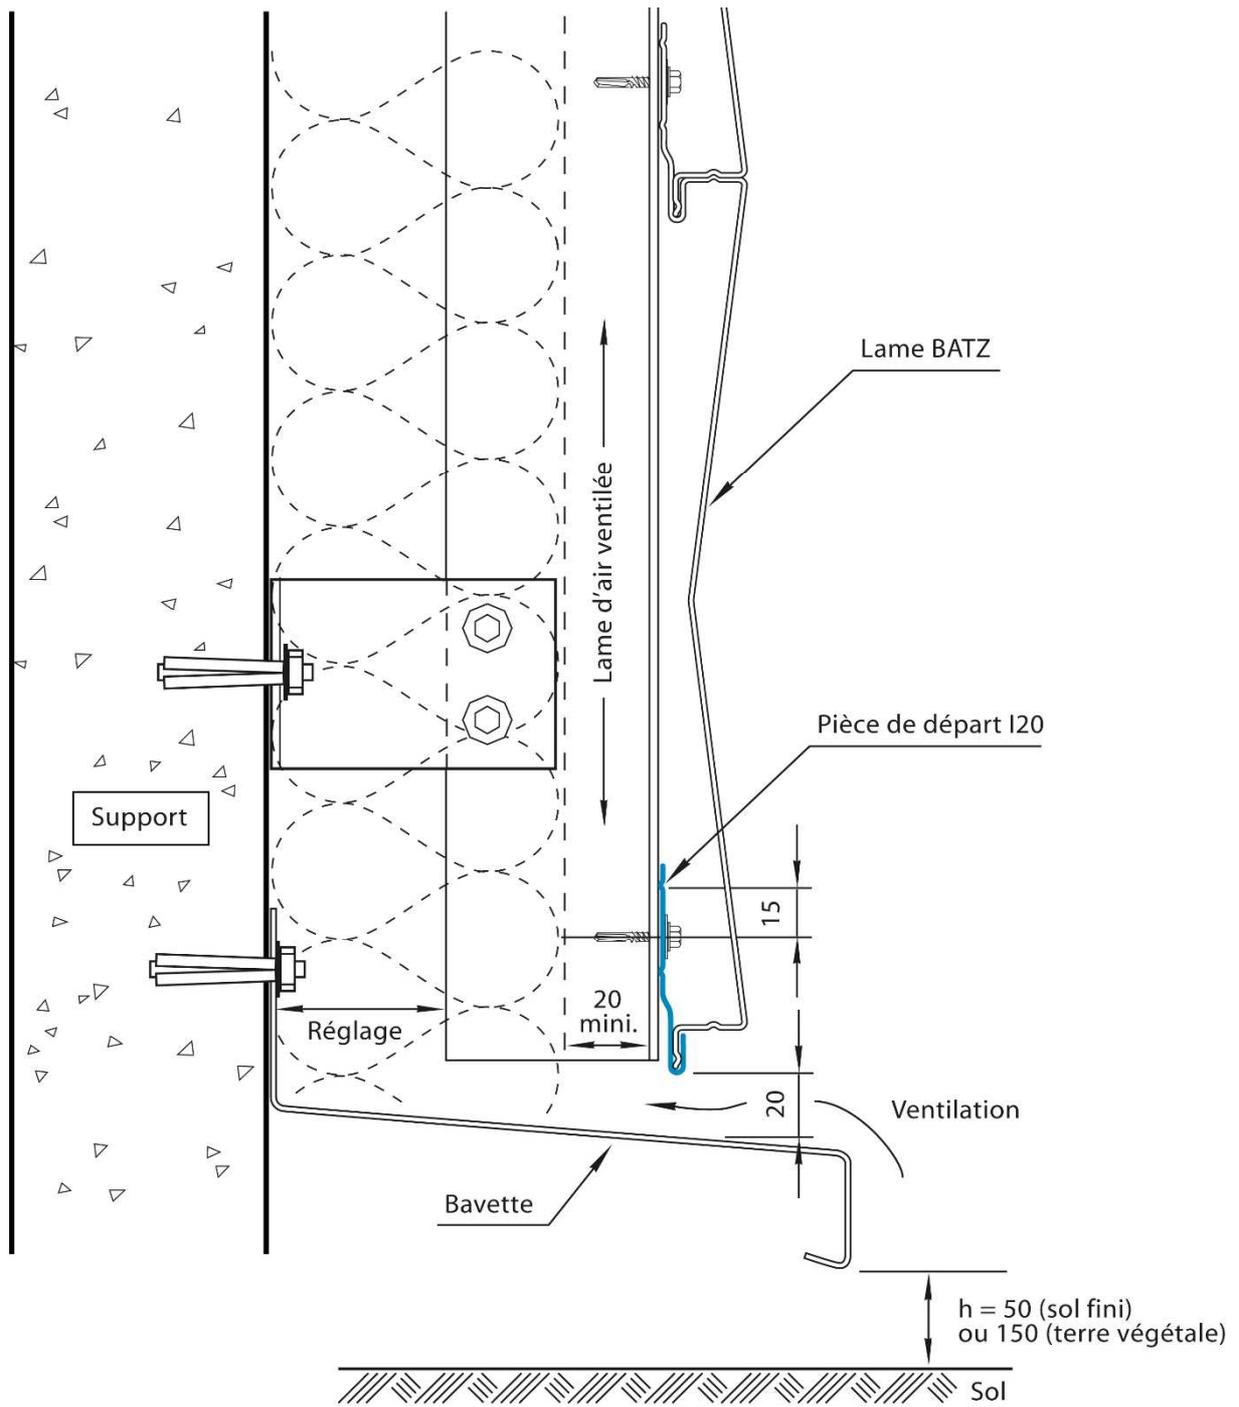 Lame BATZ
Lame d'air ventilée
Pièce de départ I20
Support
15
20
mini.
Réglage
20
Ventilation
Bavette
h = 50 (sol fini)
ou 150 (terre végétale)
Sol